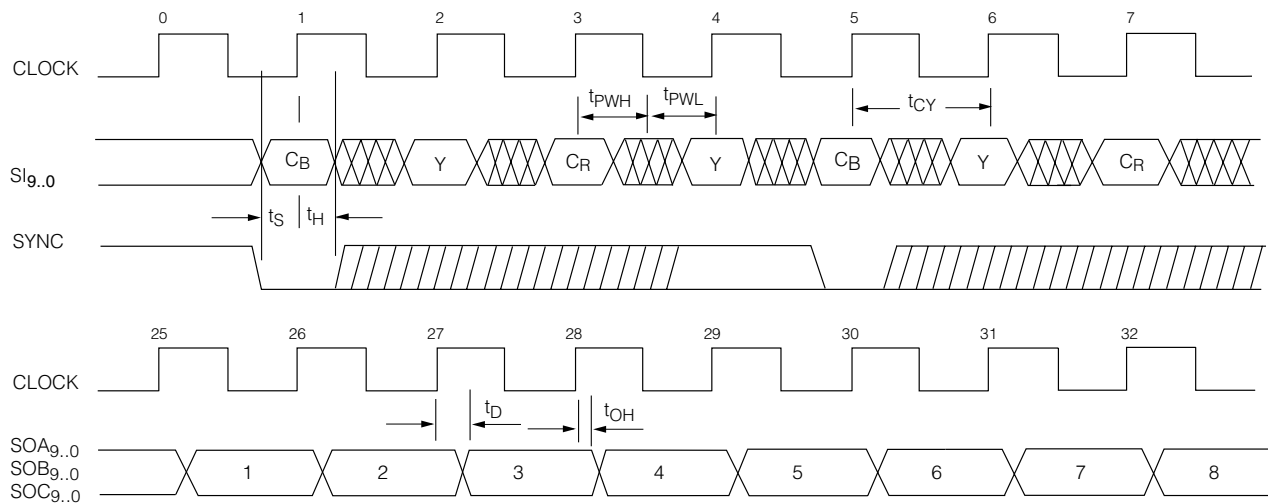 0 1 2 3 4 5 6 7
CLOCK
tPWH tPWL tCY
SI9..0 CB Y CR Y CB Y CR
tS tH
SYNC
25 26 27 28 29 30 31 32
CLOCK
tD tOH
SOA9..0
SOB9..0 1 2 3 4 5 6 7 8
SOC9..0